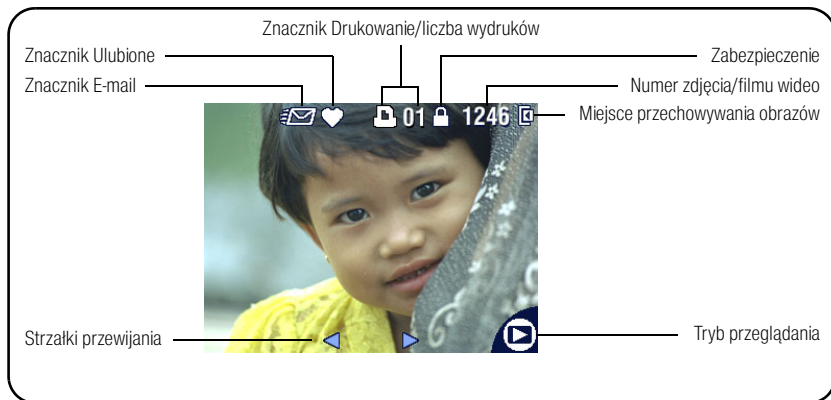 Znacznik Drukowanie/liczba wydruków
Znacznik Ulubione
Zabezpieczenie
Znacznik E-mail
Numer zdjęcia/filmu wideo
01 1246
Miejsce przechowywania obrazów
Strzałki przewijania
Tryb przeglądania